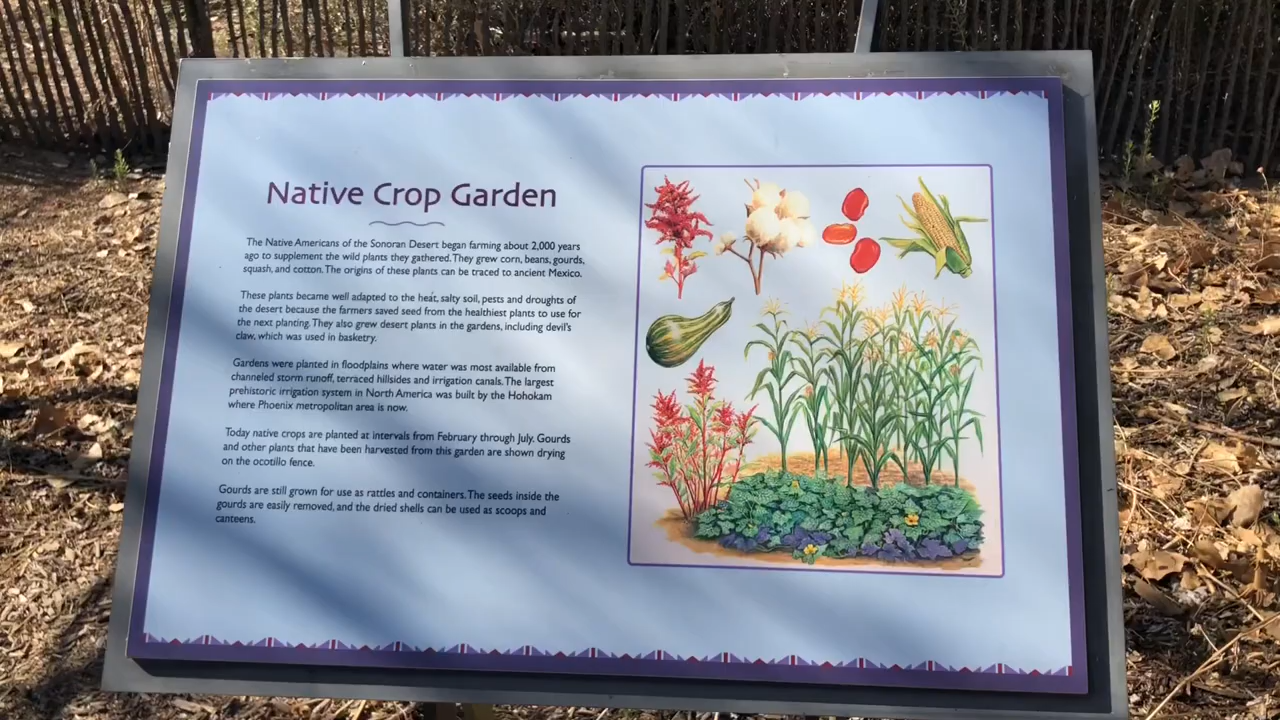 Native Crop Garden
The Native Americans of the Sonoran Desert began farming about 2,000 years
ago to supplement the wild plants they gathered. They grew corn, beans, gourds,
squash, and cotton. The origins of these plants can be traced to ancient Mexico.
These plants became well adapted to the heat, salty soil, pests and droughts of
the desert because the farmers saved seed from the healthiest plants to use for
the next planting. They also grew desert plants in the gardens, including devil's
claw, which was used in basketry.
Gardens were planted in floodplains where water was most available from
channeled storm runoff, terraced hillsides and irrigation canals. The largest
prehistoric irrigation system in North America was built by the Hohokam
where Phoenix metropolitan area is now.
Today native crops are planted at intervals from February through July. Gourds
and other plants that have been harvested from this garden are shown drying
on the ocotillo fence.
Gourds are still grown for use as rattles and containers. The seeds inside the
gourds are easily removed, and the dried shells can be used as scoops and
canteens.